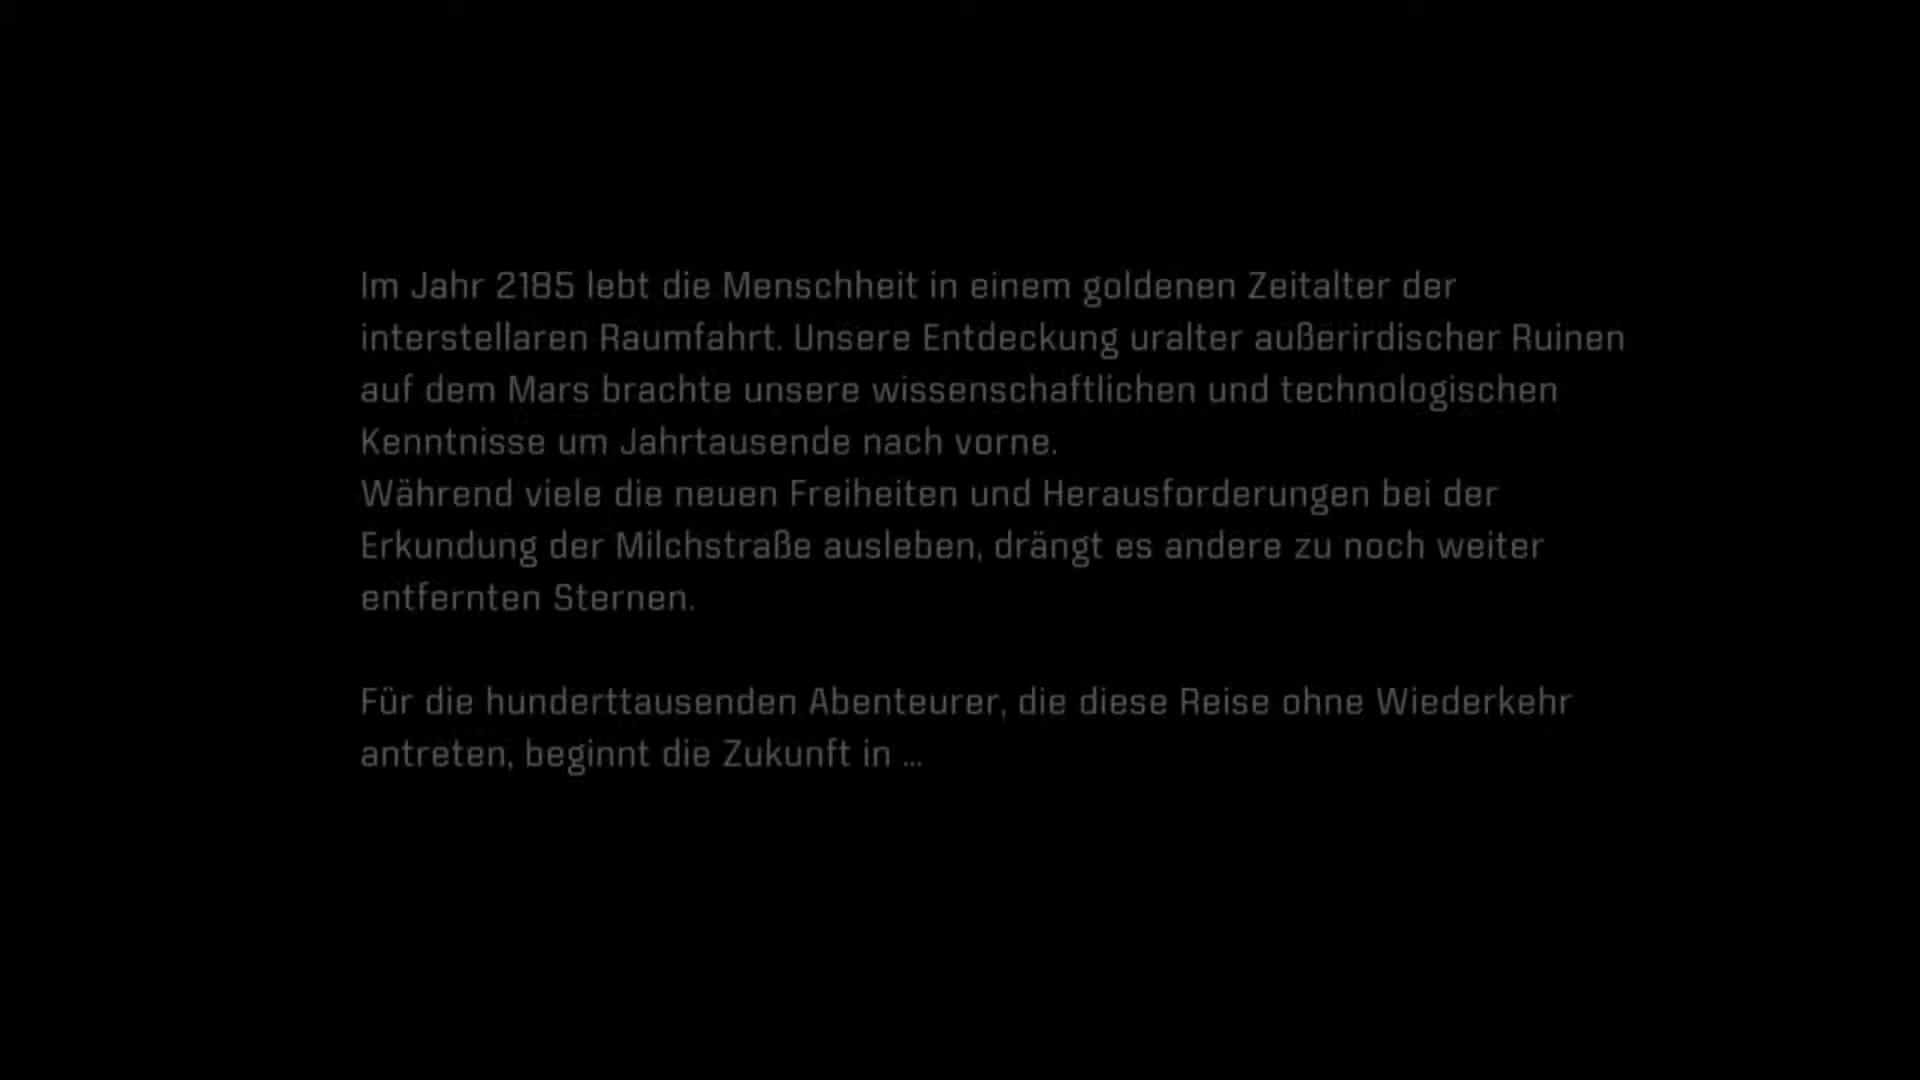 Im Jahr 2185 lebt die Menschheit in einem goldenen Zeitalter der
interstellaren Raumfahrt. Unsere Entdeckung uralter außerirdischer Ruinen
auf dem Mars brachte unsere wissenschaftlichen und technologischen
Kenntnisse um Jahrtausende nach vorne.
Während viele die neuen Freiheiten und Herausforderungen bei der
Erkundung der Milchstraße ausleben, drängt es andere zu noch weiter
entfernten Sternen.
Für die hunderttausenden Abenteurer, die diese Reise ohne Wiederkehr
antreten, beginnt die Zukunft in ...